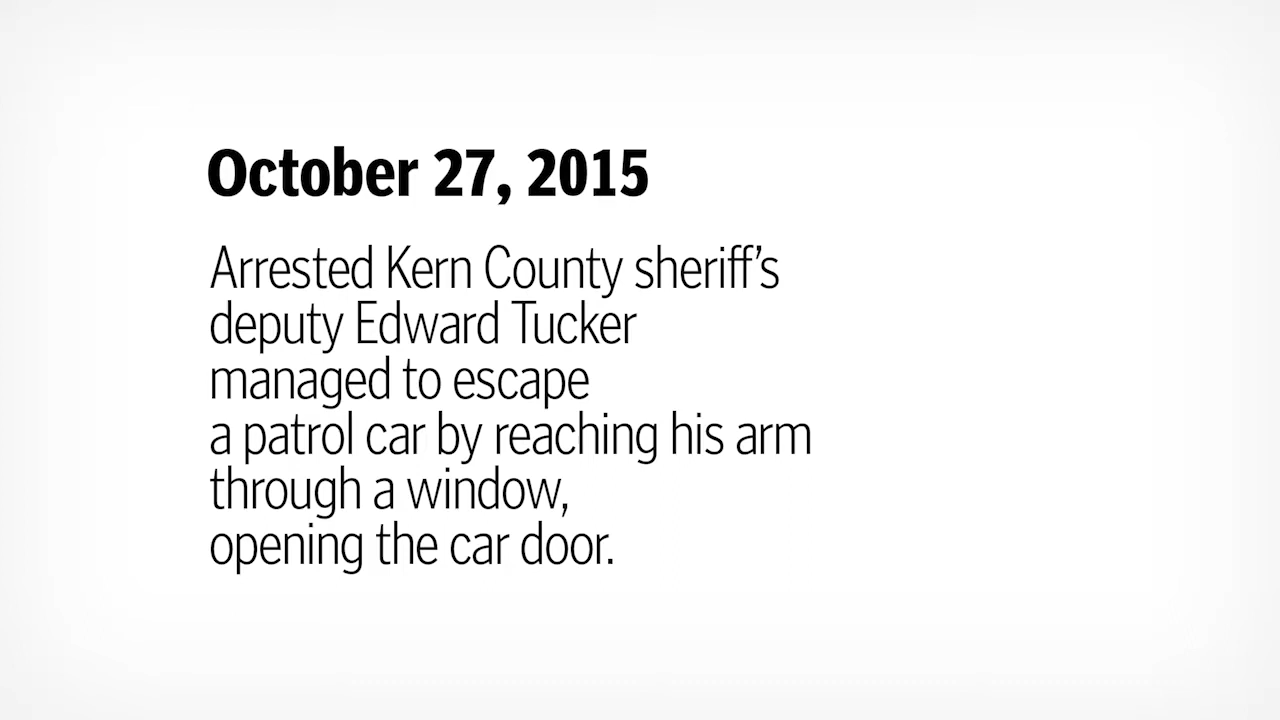 October 27, 2015
Arrested Kern County sheriff’s
deputy Edward Tucker
managed to escape
a patrol car by reaching his arm
through a window,
opening the car door.